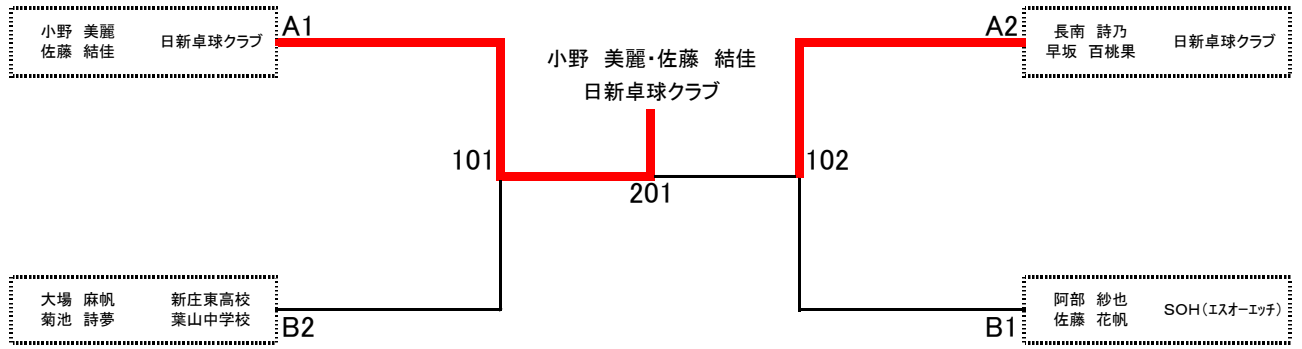 小野 美麗
佐藤 結佳
日新卓球クラブ
A1
小野 美麗・佐藤 結佳
日新卓球クラブ
A2
長南 詩乃
早坂 百桃果
日新卓球クラブ
101
201
102
大場 麻帆 新庄東高校
菊池 詩夢 葉山中学校
B2
B1
阿部 紗也
佐藤 花帆
SOH(エスオーエッチ)